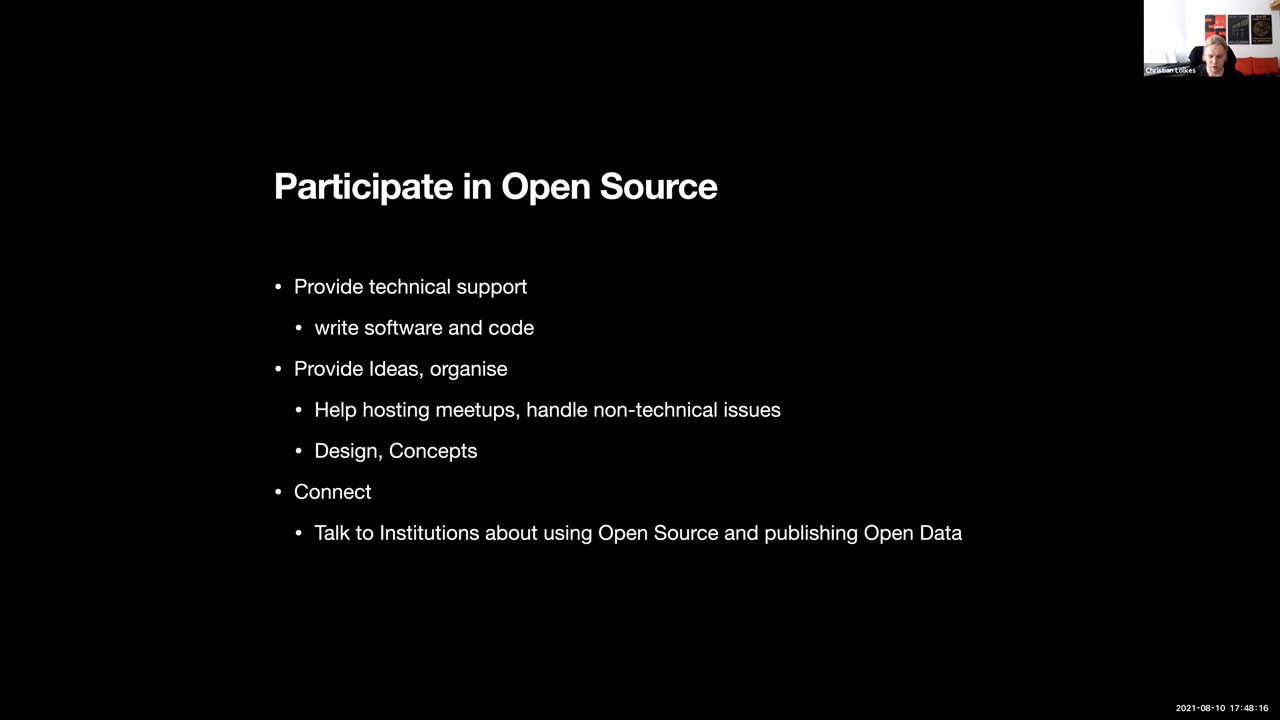 Christian Lölkes
Participate in Open Source
• Provide technical support
• write software and code
• Provide Ideas, organise
• Help hosting meetups, handle non-technical issues
• Design, Concepts
• Connect
• Talk to Institutions about using Open Source and publishing Open Data
2021-08-10 17:48:16